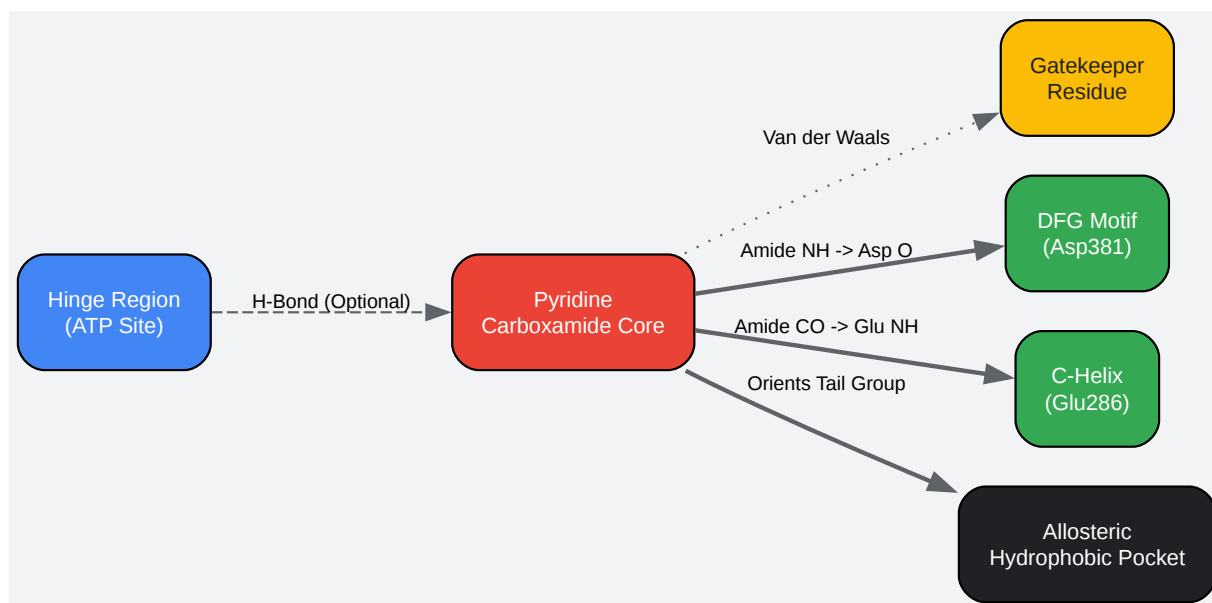 Gatekeeper
Residue
Van der Waals
DFG Motif
(Asp381)
Amide NH -> Asp O
Hinge Region
(ATP Site)
H-Bond (Optional)
Pyridine
Carboxamide Core
Amide CO -> Glu NH
C-Helix
(Glu286)
Orients Tail Group
Allosteric
Hydrophobic Pocket